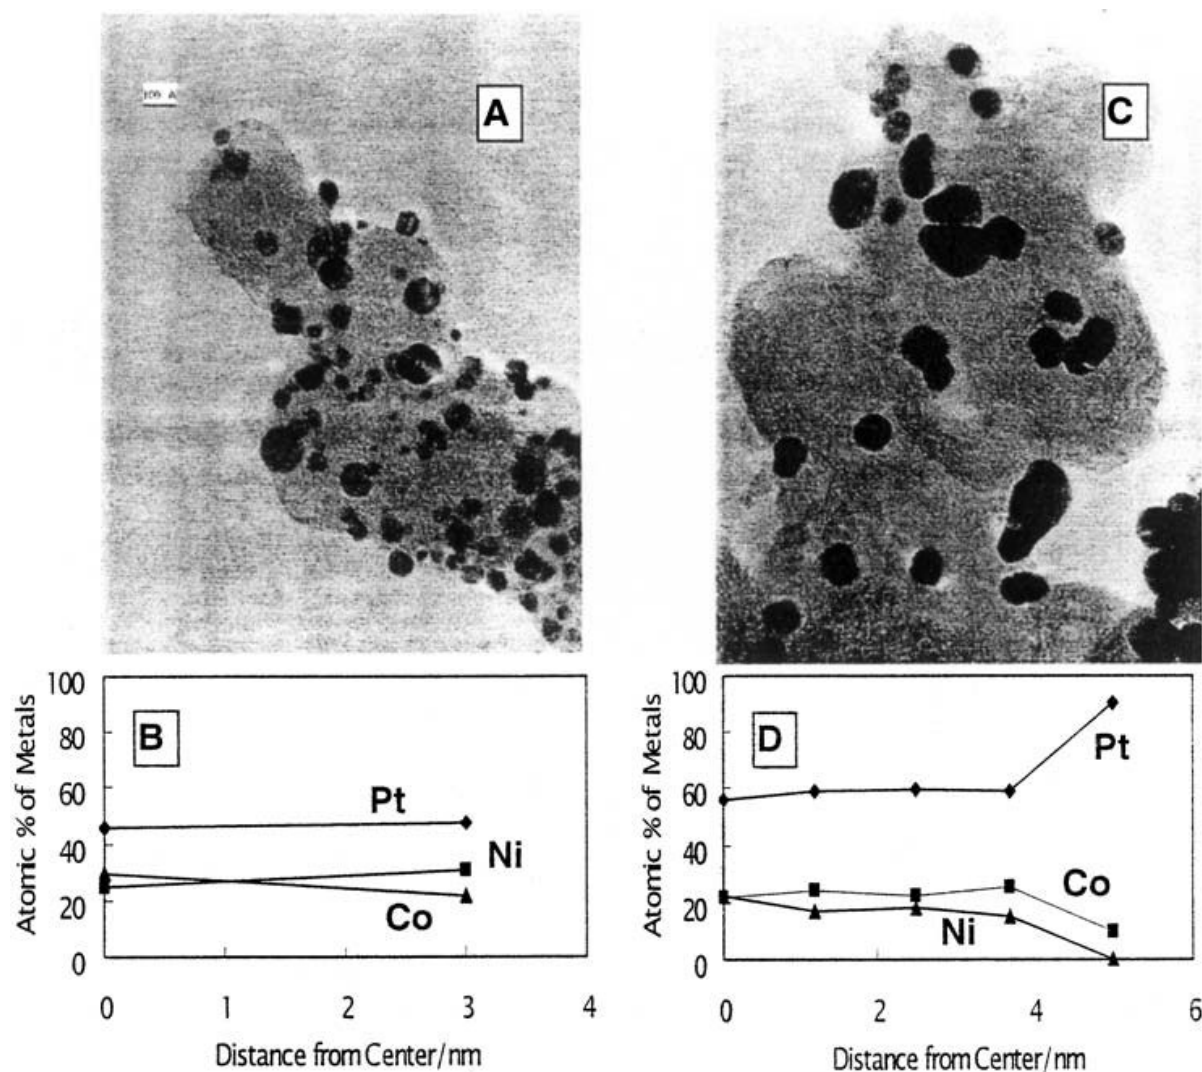 A
C
100 A
100
80
60
40
20
0
Atomic % of Metals
B
Pt
Ni
Co
0 1 2 3 4
Distance from Center/nm
100
80
60
40
20
0
Atomic % of Metals
D
Pt
Co
Ni
0 2 4 6
Distance from Center/nm